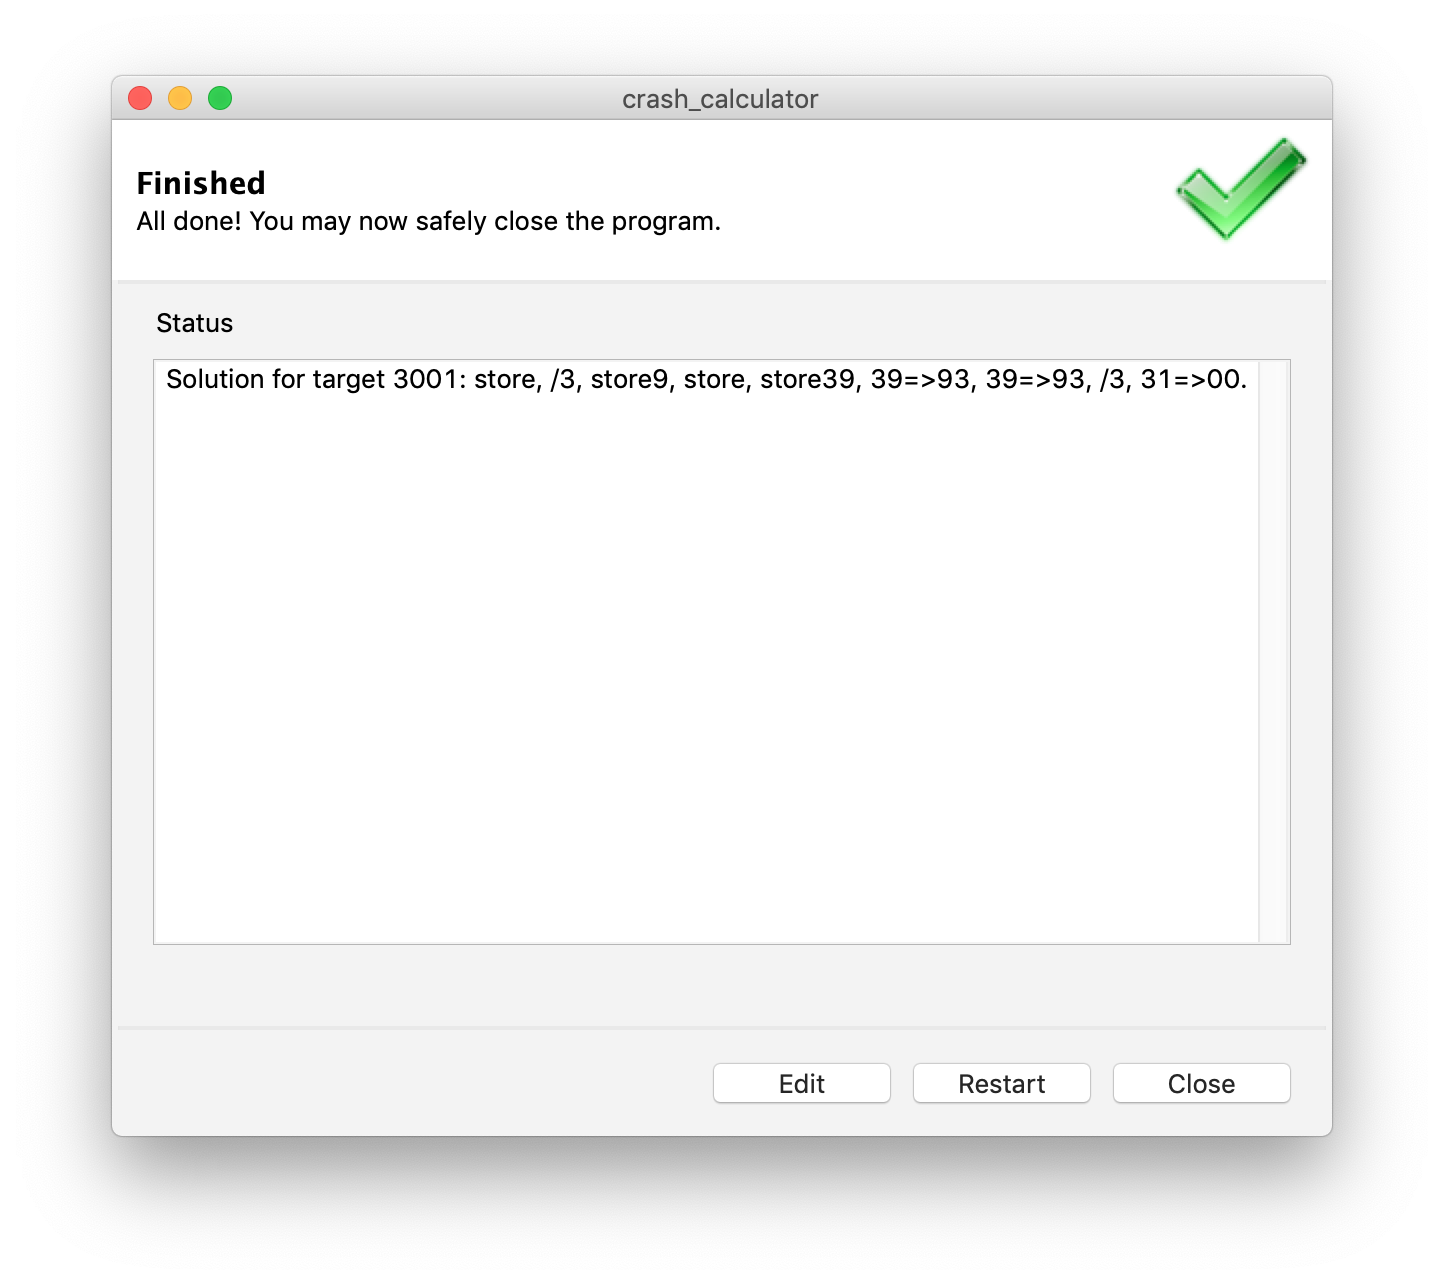 crash_calculator
Finished
All done! You may now safely close the program.
Status
Solution for target 3001: store, /3, store9, store, store39, 39=>93, 39=>93, /3, 31=>00.
Edit
Restart
Close